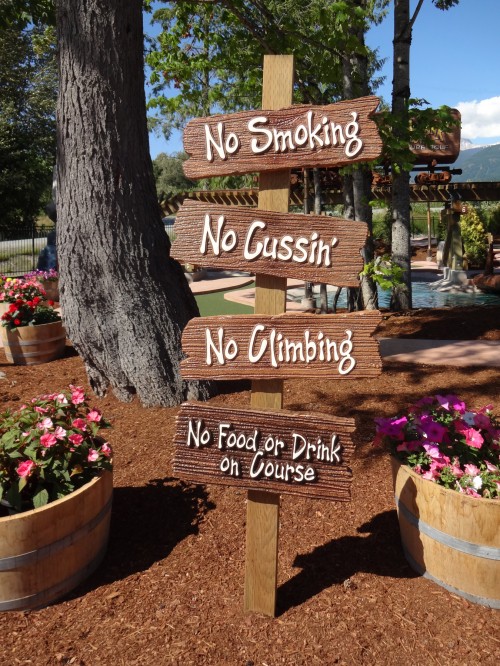 No Smoking
No Cussin'
No Climbing
No Food or Drink
on Course